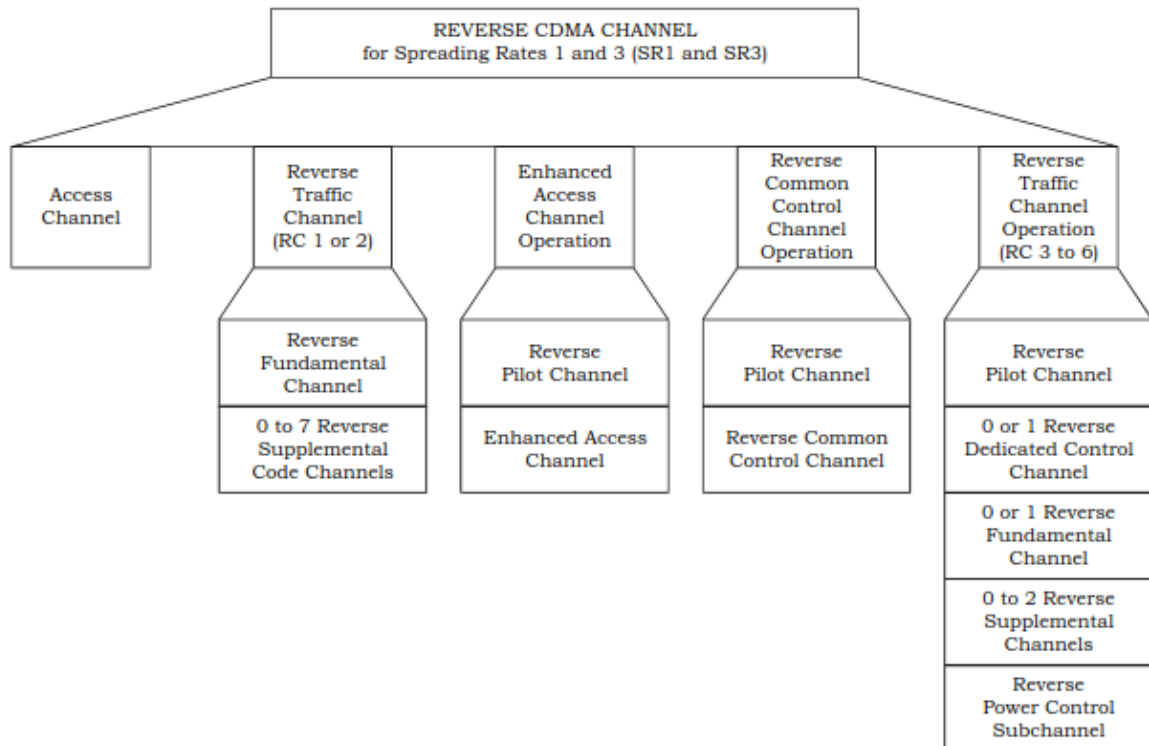 REVERSE CDMA CHANNEL
for Spreading Rates 1 and 3 (SR1 and SR3)
Access
Channel
Reverse
Traffic
Channel
(RC 1 or 2)
Enhanced
Access
Channel
Operation
Reverse
Common
Control
Channel
Operation
Reverse
Traffic
Channel
Operation
(RC 3 to 6)
Reverse
Fundamental
Channel
0 to 7 Reverse
Supplemental
Code Channels
Reverse
Pilot Channel
Enhanced Access
Channel
Reverse
Pilot Channel
Reverse Common
Control Channel
Reverse
Pilot Channel
0 or 1 Reverse
Dedicated Control
Channel
0 or 1 Reverse
Fundamental
Channel
0 to 2 Reverse
Supplemental
Channels
Reverse
Power Control
Subchannel